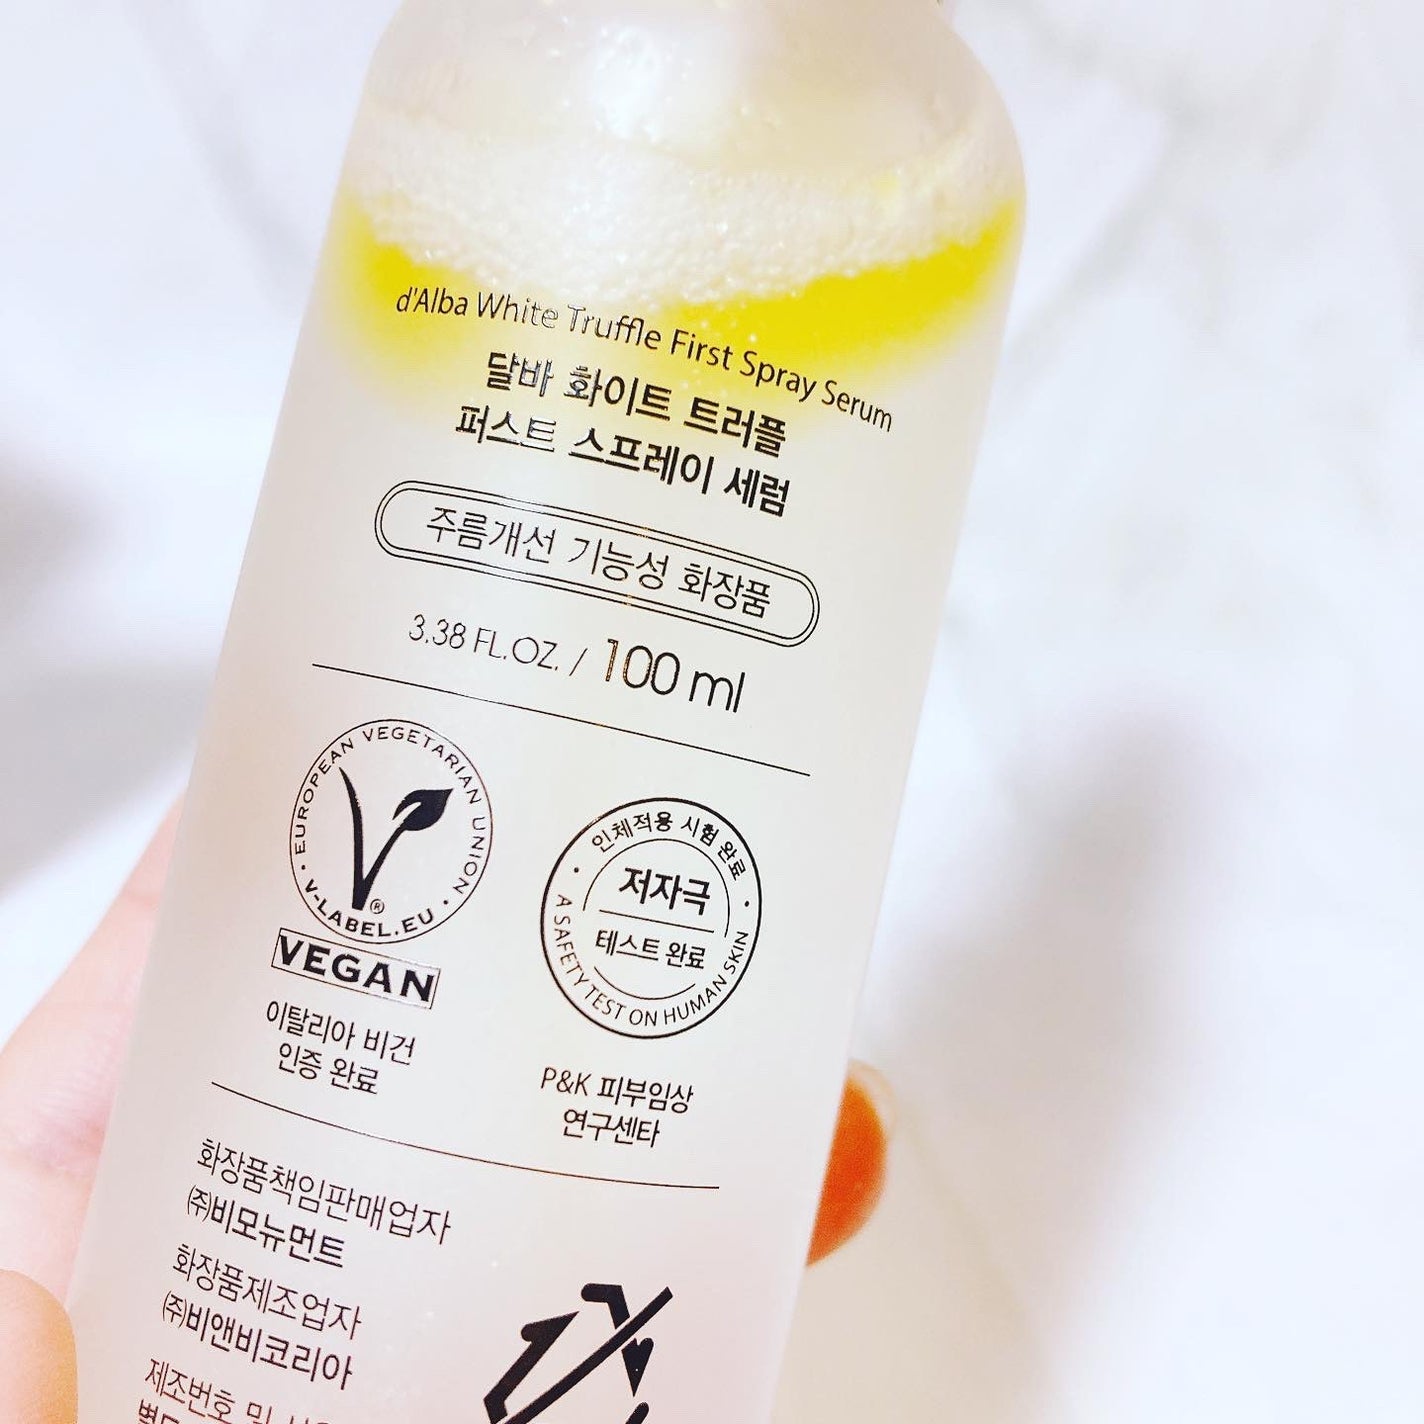 d'Alba White Truffle First Spray Serum
달바 화이트 트러플
퍼스트 스프레이 세럼
주름개선 기능성 화장품
3.38 FL.OZ. / 100 ml
· EUROPEAN VEGETARIAN UNION ·
V-LABEL.EU
®
VEGAN
이탈리아 비건
인증 완료
· 인체적용 시험 완료 ·
저자극
테스트 완료
A SAFETY TEST ON HUMAN SKIN
P&K 피부임상
연구센타
화장품책임판매업자
㈜비모뉴먼트
화장품제조업자
㈜비앤비코리아
제조번호 및